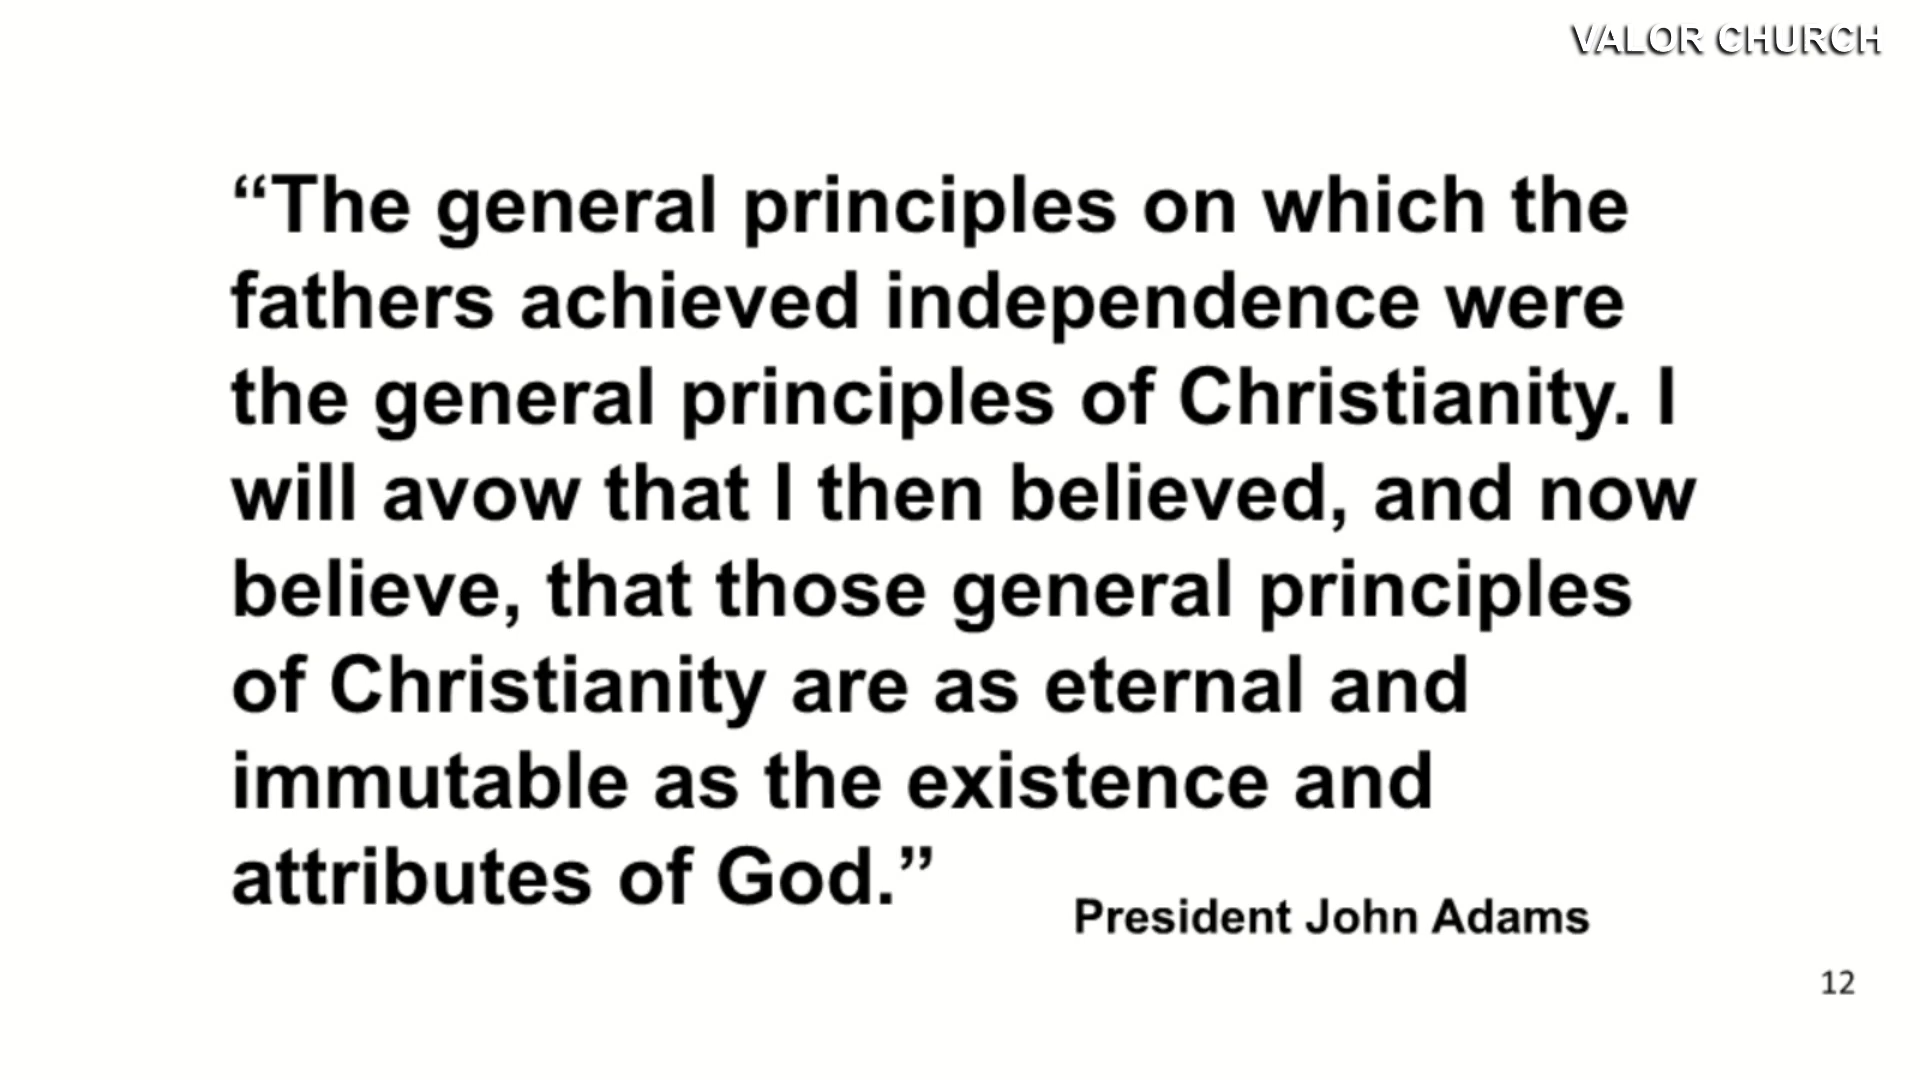 VALOR CHURCH
“The general principles on which the
fathers achieved independence were
the general principles of Christianity. I
will avow that I then believed, and now
believe, that those general principles
of Christianity are as eternal and
immutable as the existence and
attributes of God.”
President John Adams
12